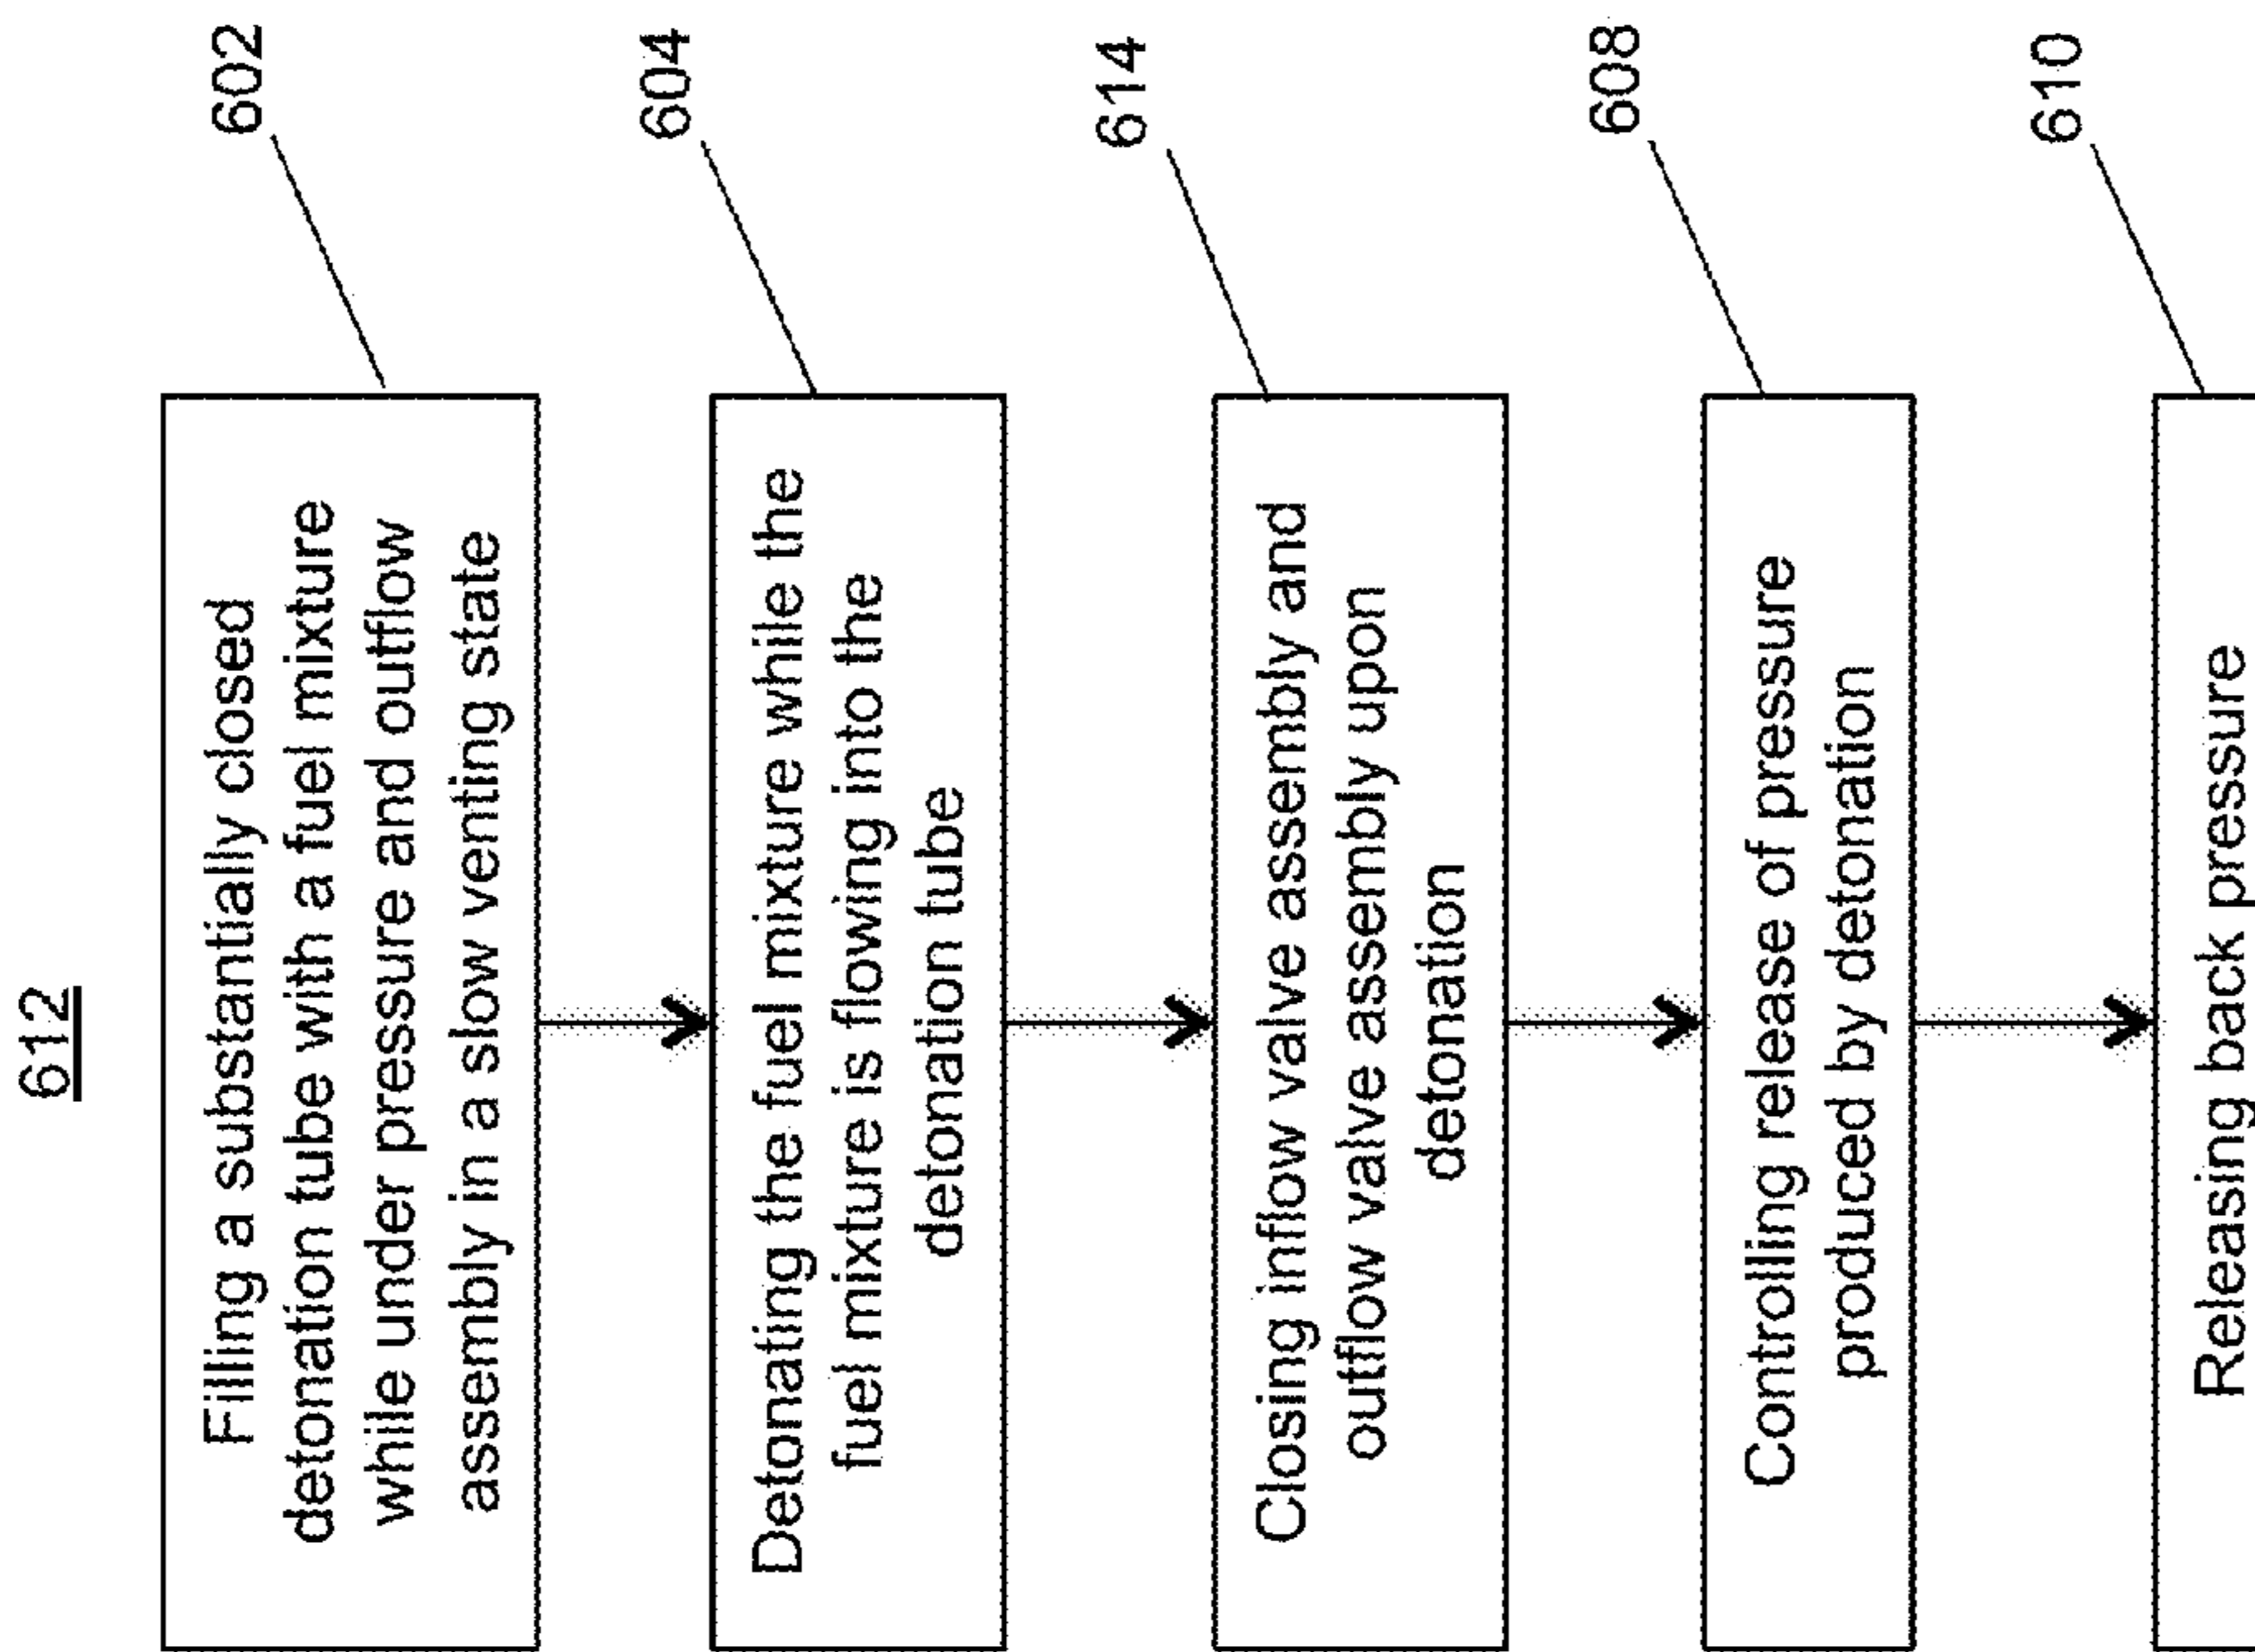 612
Filling a substantially closed
detonation tube with a fuel mixture
while under pressure and outflow
assembly in a slow venting state
602
Detonating the fuel mixture while the
fuel mixture is flowing into the
detonation tube
604
Closing inflow valve assembly and
outflow valve assembly upon
detonation
614
Controlling release of pressure
produced by detonation
608
Releasing back pressure
610